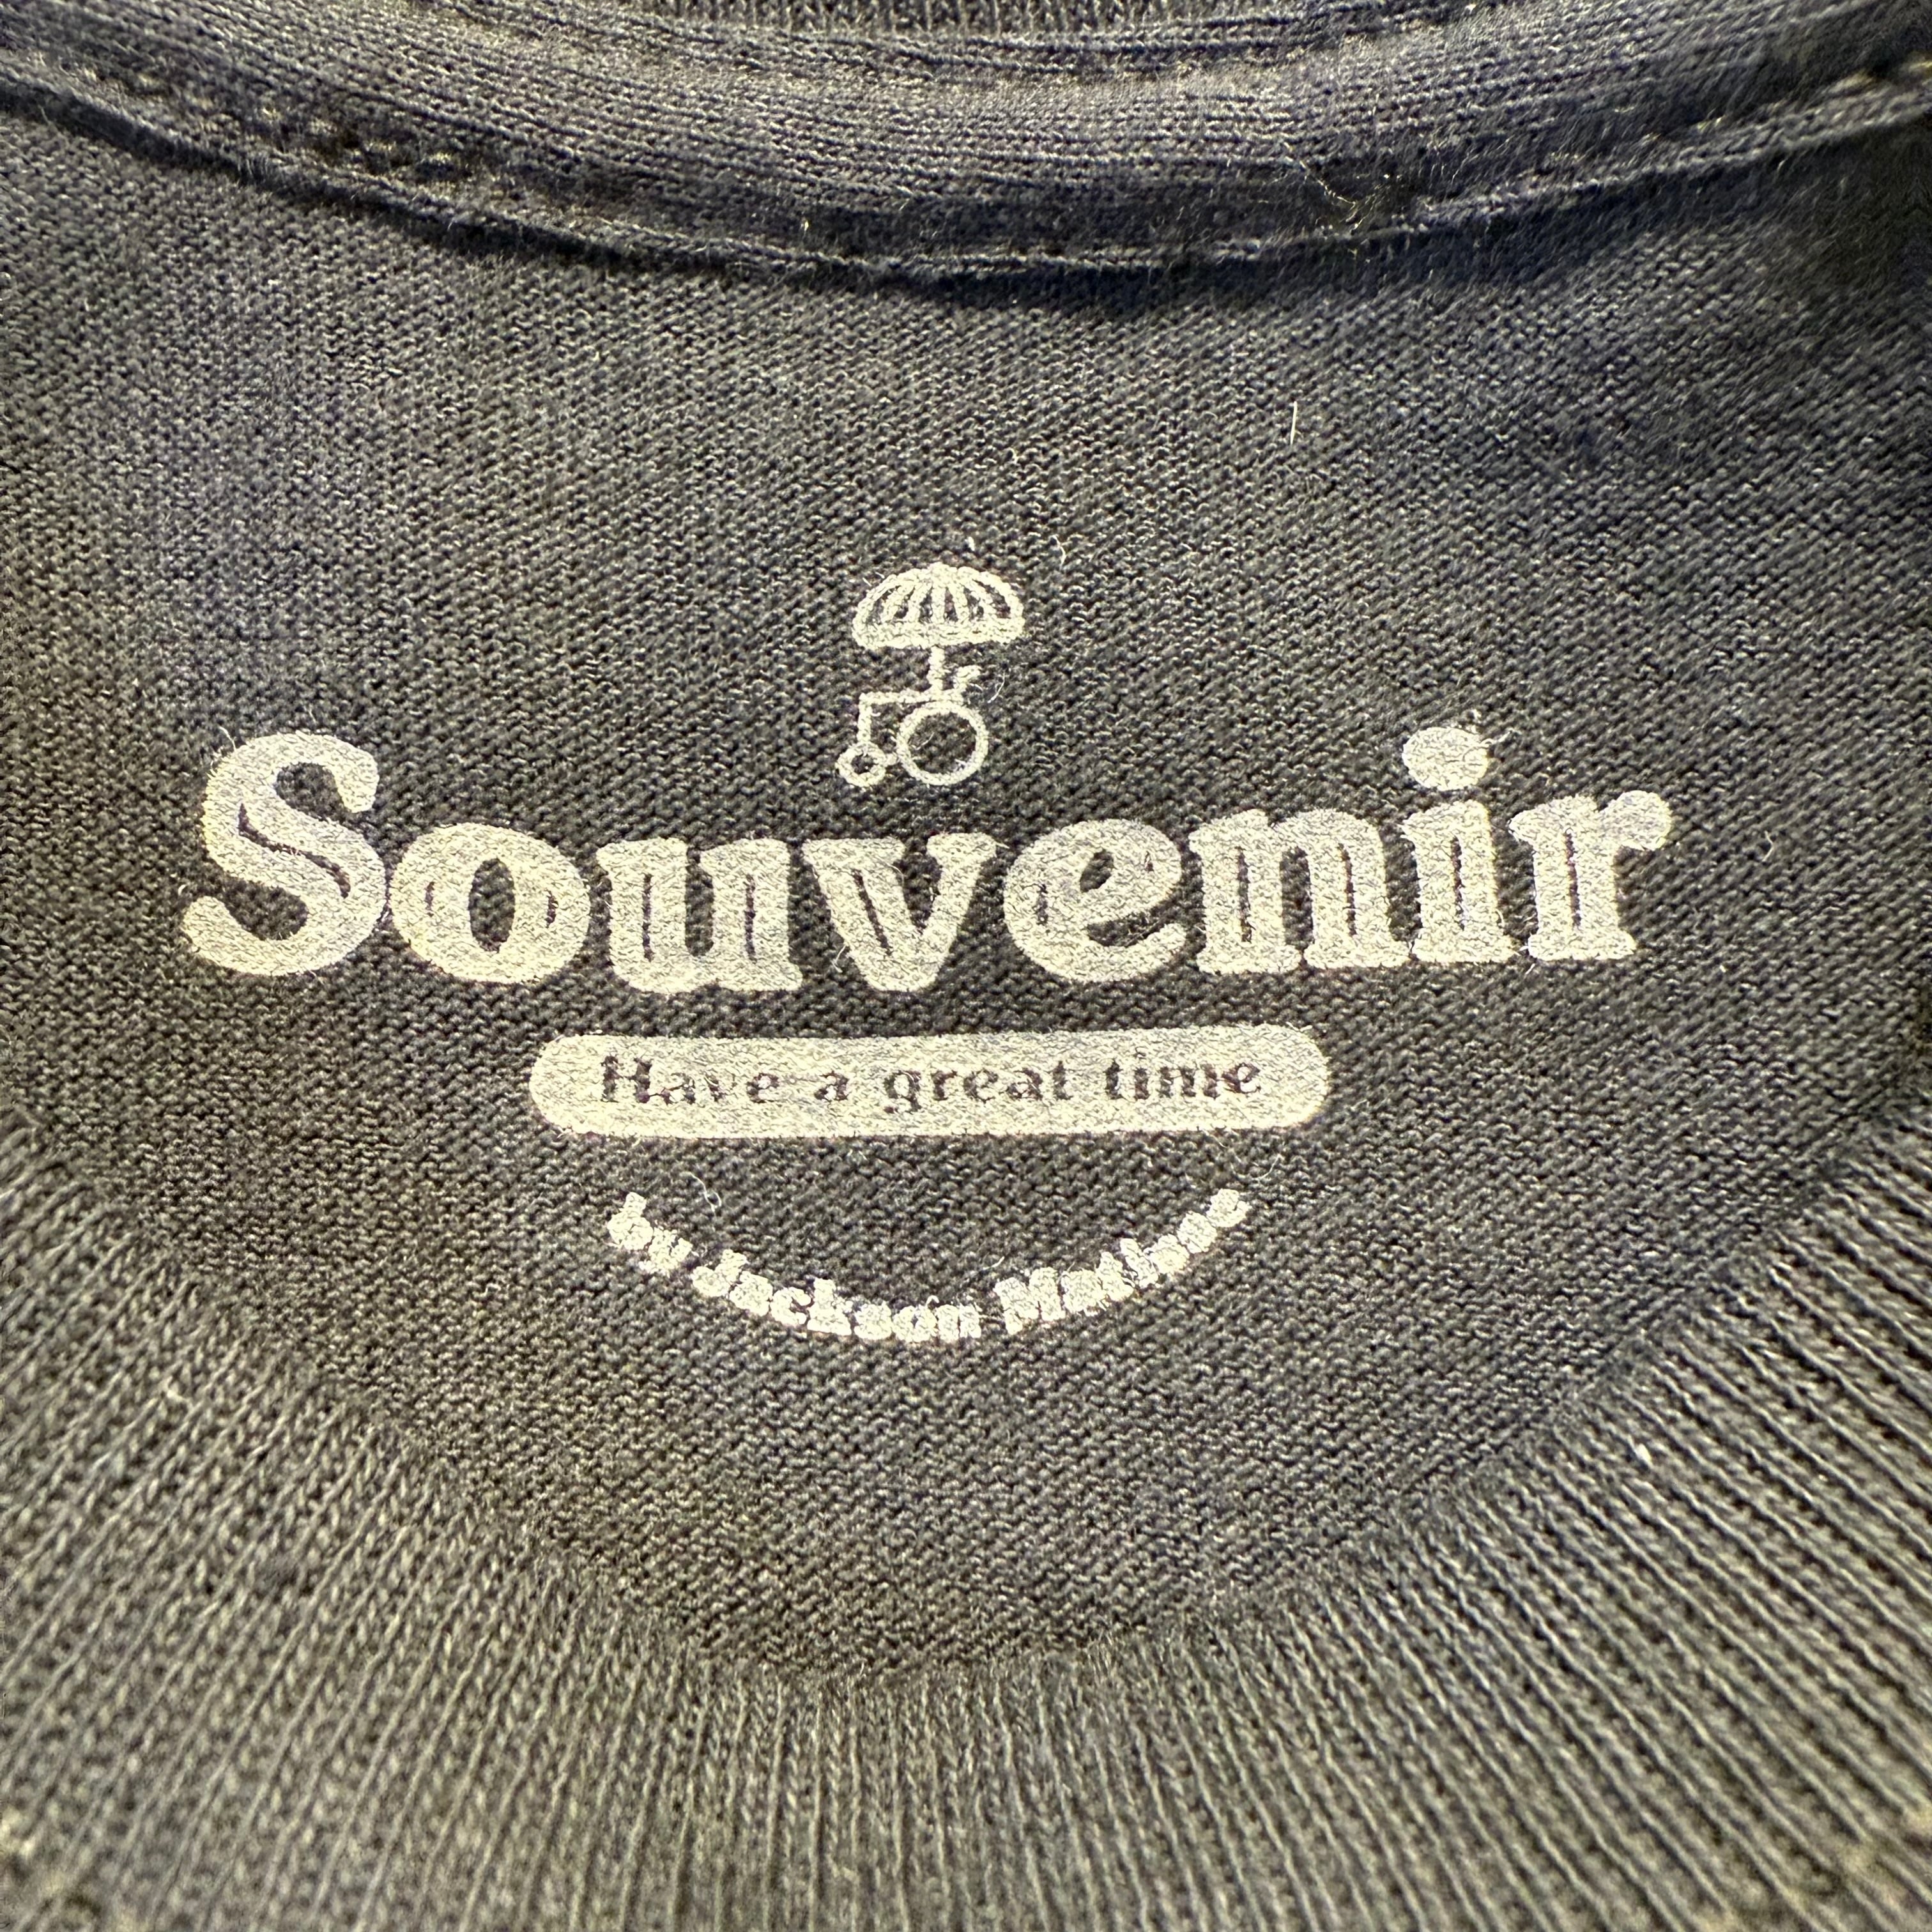 Souvenir
Have a great time
by Jackson Matisse